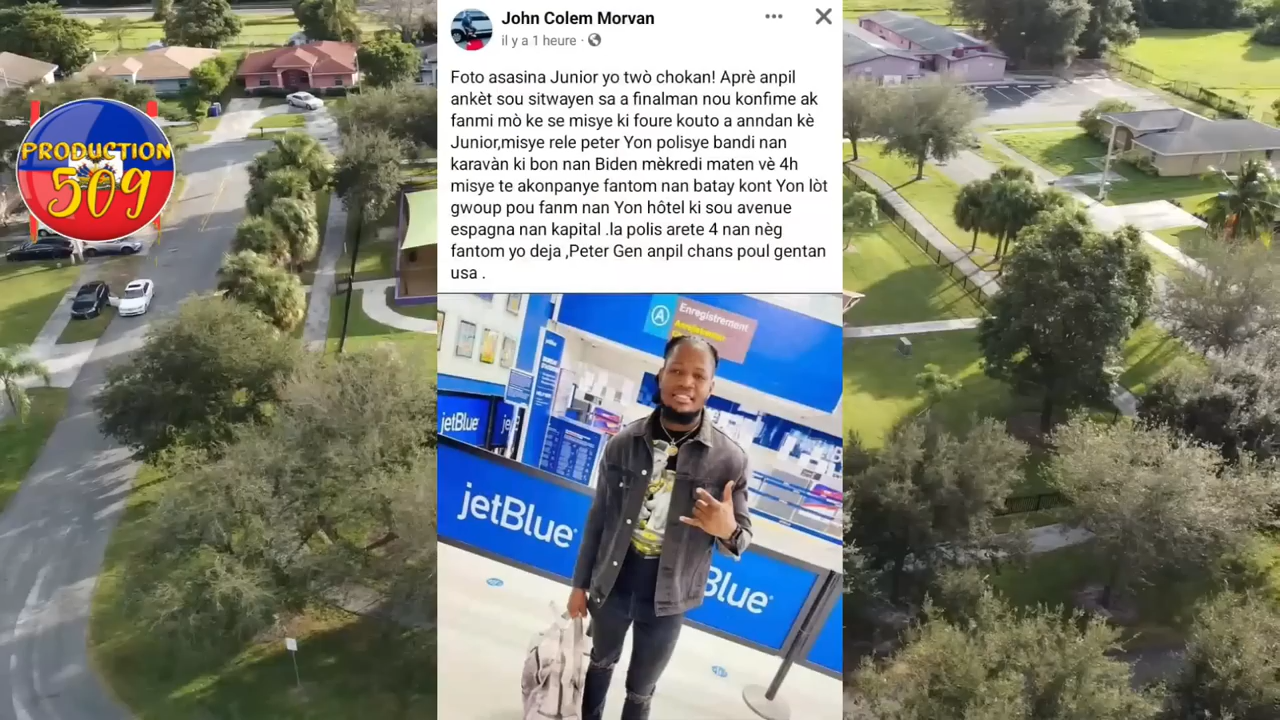 PRODUCTION
509
John Colem Morvan
il y a 1 heure
Foto asasina Junior yo twò chokan! Aprè anpil
ankèt sou sitwayen sa a finalman nou konfime ak
fanmi mò ke se misye ki foure kouto a anndan kè
Junior,misye rele peter Yon polisye bandi nan
karavàn ki bon nan Biden mèkredi maten vè 4h
misye te akonpanye fantom nan batay kont Yon lòt
gwoup pou fanm nan Yon hôtel ki sou avenue
espagna nan kapital .la polis arete 4 nan nèg
fantom yo deja ,Peter Gen anpil chans poul gentan
usa .
A
Enregistrement
jetBlue
jetBlue
Blue